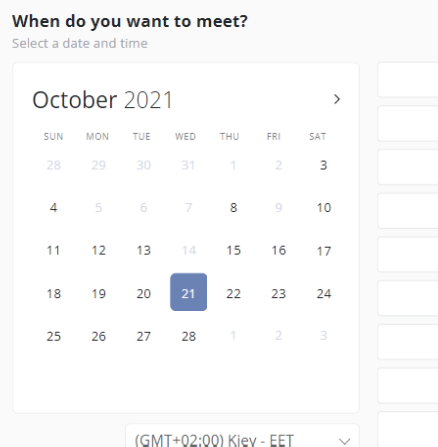 When do you want to meet?
Select a date and time
October 2021 >
SUN MON TUE WED THU FRI SAT
28 29 30 31 1 2 3
4 5 6 7 8 9 10
11 12 13 14 15 16 17
18 19 20 21 22 23 24
25 26 27 28 1 2 3
(GMT+02:00) Kiev - EET